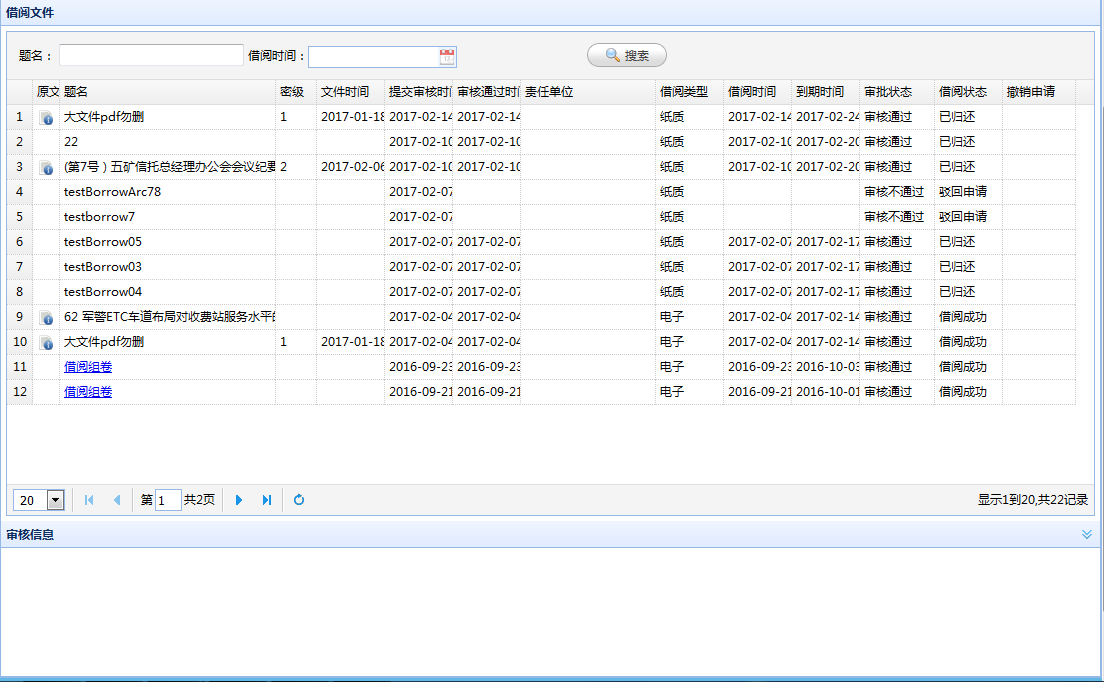 借阅文件
题名： 借阅时间： 搜索
原文 题名 密级 文件时间 提交审核时间 审核通过时间 责任单位 借阅类型 借阅时间 到期时间 审批状态 借阅状态 撤销申请
1 大文件pdf勿删 1 2017-01-18 2017-02-14 2017-02-14 纸质 2017-02-14 2017-02-24 审核通过 已归还
2 22 2017-02-10 2017-02-10 纸质 2017-02-10 2017-02-20 审核通过 已归还
3 (第7号）五矿信托总经理办公会会议纪要 2 2017-02-06 2017-02-10 2017-02-10 纸质 2017-02-10 2017-02-20 审核通过 已归还
4 testBorrowArc78 2017-02-07 纸质 审核不通过 驳回申请
5 testborrow7 2017-02-07 纸质 审核不通过 驳回申请
6 testBorrow05 2017-02-07 2017-02-07 纸质 2017-02-07 2017-02-17 审核通过 已归还
7 testBorrow03 2017-02-07 2017-02-07 纸质 2017-02-07 2017-02-17 审核通过 已归还
8 testBorrow04 2017-02-07 2017-02-07 纸质 2017-02-07 2017-02-17 审核通过 已归还
9 62 军警ETC车道布局对收费站服务水平的 2017-02-04 2017-02-04 电子 2017-02-04 2017-02-14 审核通过 借阅成功
10 大文件pdf勿删 1 2017-01-18 2017-02-04 2017-02-04 电子 2017-02-04 2017-02-14 审核通过 借阅成功
11 借阅组卷 2016-09-23 2016-09-23 电子 2016-09-23 2016-10-03 审核通过 借阅成功
12 借阅组卷 2016-09-21 2016-09-21 电子 2016-09-21 2016-10-01 审核通过 借阅成功
20 第 1 共2页 显示1到20,共22记录
审核信息